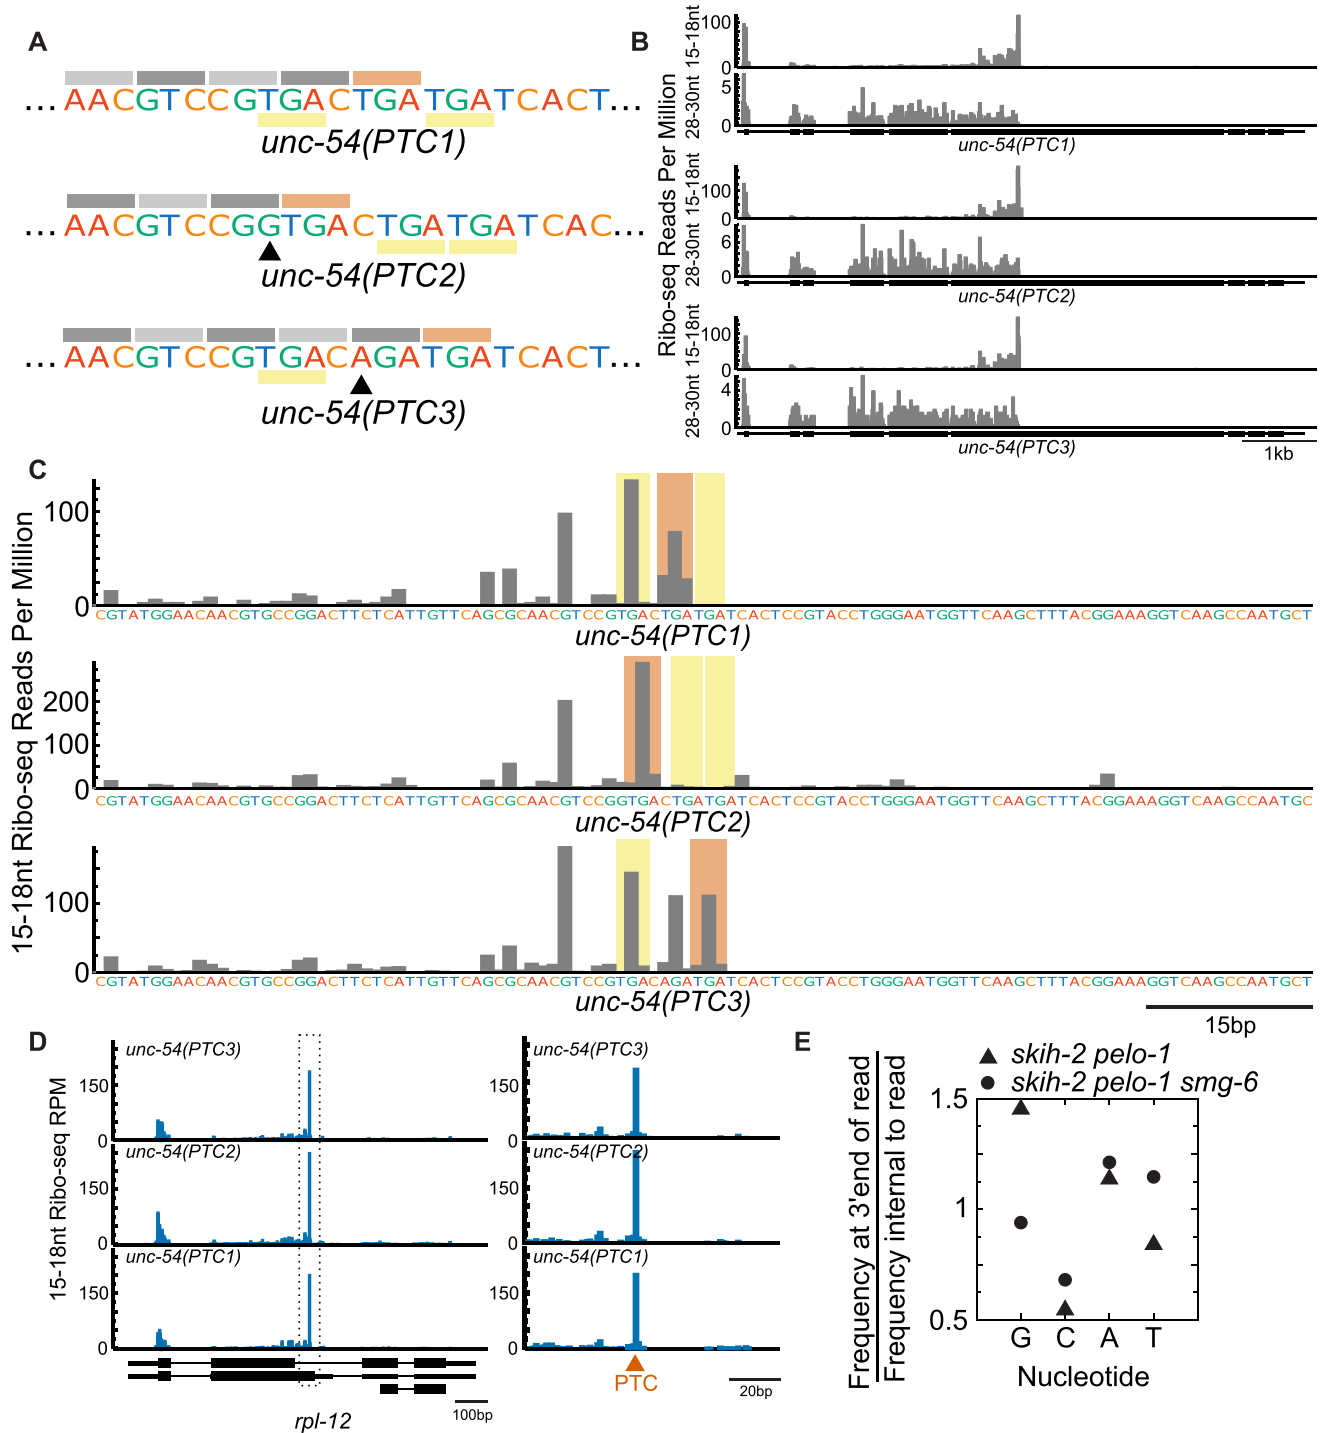 A
...AACGTCCGTGACTGATGATCACT...
unc-54(PTC1)
...AACGTCCGGTGACTGATGATCAC...
unc-54(PTC2)
...AACGTCCGTGACAGATGATCACT...
unc-54(PTC3)
B
Ribo-seq Reads Per Million
15-18nt
100
0
28-30nt
5
0
unc-54(PTC1)
15-18nt
100
0
28-30nt
6
4
2
0
unc-54(PTC2)
15-18nt
100
0
28-30nt
4
2
0
unc-54(PTC3)
1kb
C
15-18nt Ribo-seq Reads Per Million
100
0
CGTATGGAACAACGTGCCGGACTTCTCATTGTTCAGCGCAACGTCCGTGACTGATGATCACTCCGTACCTGGGAATGGTTCAAGCTTTACGGAAAGGTCAAGCCAATGCT
unc-54(PTC1)
200
100
0
CGTATGGAACAACGTGCCGGACTTCTCATTGTTCAGCGCAACGTCCGGTGACTGATGATCACTCCGTACCTGGGAATGGTTCAAGCTTTACGGAAAGGTCAAGCCAATGC
unc-54(PTC2)
100
0
CGTATGGAACAACGTGCCGGACTTCTCATTGTTCAGCGCAACGTCCGTGACAGATGATCACTCCGTACCTGGGAATGGTTCAAGCTTTACGGAAAGGTCAAGCCAATGCT
unc-54(PTC3)
15bp
D
15-18nt Ribo-seq RPM
unc-54(PTC3)
150
0
unc-54(PTC2)
150
0
unc-54(PTC1)
150
0
rpl-12
100bp
unc-54(PTC3)
150
0
unc-54(PTC2)
150
0
unc-54(PTC1)
150
0
PTC
20bp
E
skih-2 pelo-1
skih-2 pelo-1 smg-6
Frequency at 3'end of read
Frequency internal to read
1.5
1
0.5
G C A T
Nucleotide